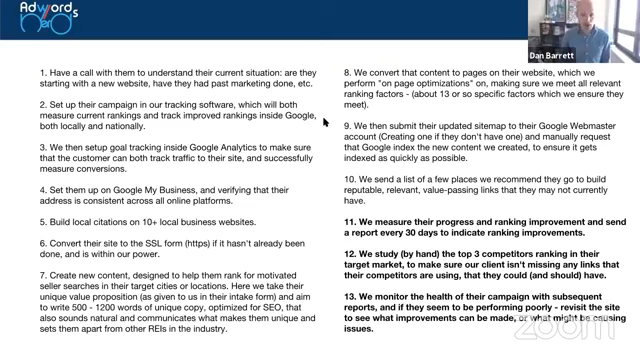 AdWords
Nerd
Dan Barrett
1. Have a call with them to understand their current situation: are they
starting with a new website, have they had past marketing done, etc.
2. Set up their campaign in our tracking software, which will both
measure current rankings and track improved rankings inside Google,
both locally and nationally.
3. We then setup goal tracking inside Google Analytics to make sure
that the customer can both track traffic to their site, and successfully
measure conversions.
4. Set them up on Google My Business, and verifying that their
address is consistent across all online platforms.
5. Build local citations on 10+ local business websites.
6. Convert their site to the SSL form (https) if it hasn't already been
done, and is within our power.
7. Create new content, designed to help them rank for motivated
seller searches in their target cities or locations. Here we take their
unique value proposition (as given to us in their intake form) and aim
to write 500 - 1200 words of unique copy, optimized for SEO, that
also sounds natural and communicates what makes them unique and
sets them apart from other REIs in the industry.
8. We convert that content to pages on their website, which we
perform "on page optimizations" on, making sure we meet all relevant
ranking factors - (about 13 or so specific factors which we ensure they
meet).
9. We then submit their updated sitemap to their Google Webmaster
account (Creating one if they don't have one) and manually request
that Google index the new content we created, to ensure it gets
indexed as quickly as possible.
10. We send a list of a few places we recommend they go to build
reputable, relevant, value-passing links that they may not currently
have.
11. We measure their progress and ranking improvement and send
a report every 30 days to indicate ranking improvements.
12. We study (by hand) the top 3 competitors ranking in their
target market, to make sure our client isn't missing any links that
their competitors are using, that they could (and should) have.
13. We monitor the health of their campaign with subsequent
reports, and if they seem to be performing poorly - revisit the site
to see what improvements can be made, or what might be causing
issues.
zoom